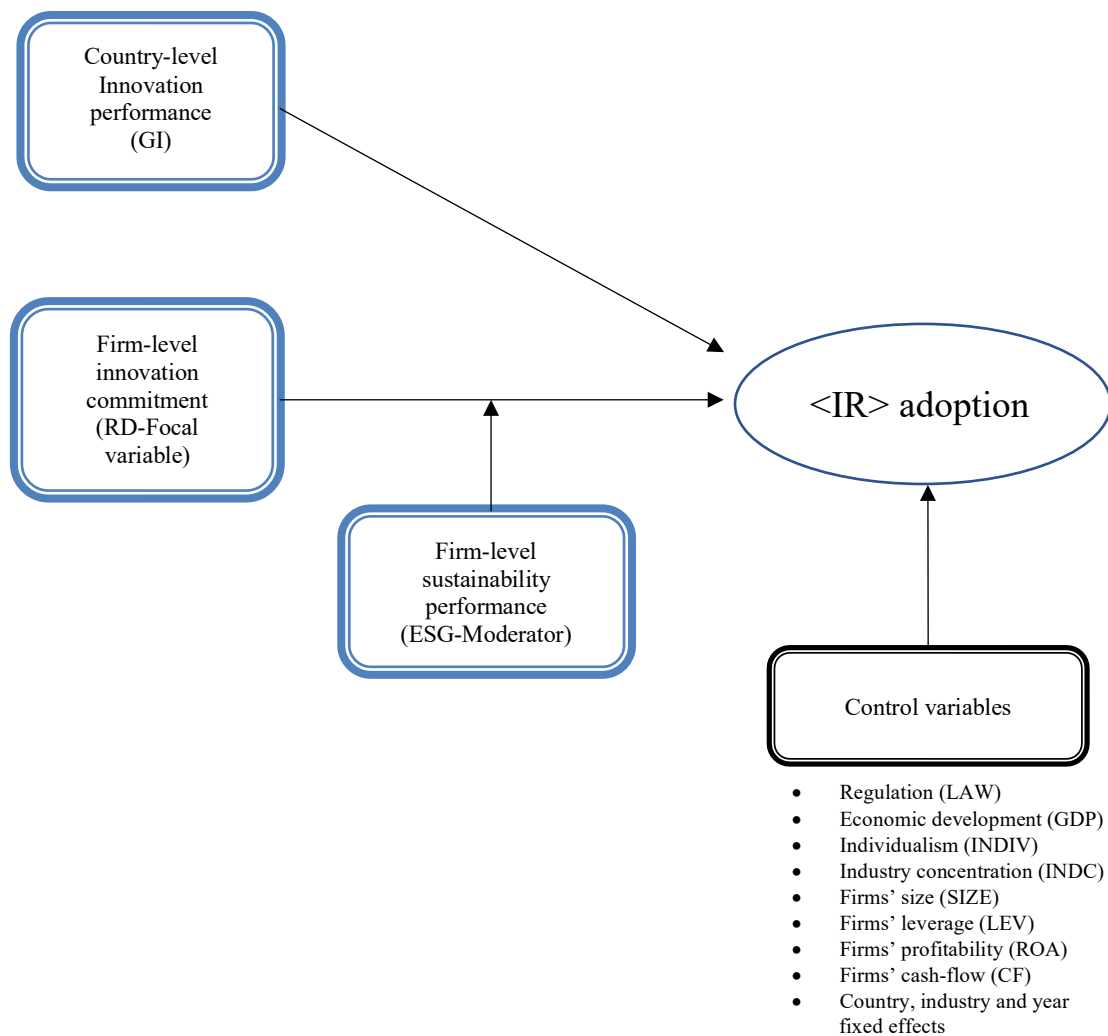 Country-level
Innovation
performance
(GI)
Firm-level
innovation
commitment
(RD-Focal
variable)
<IR> adoption
Firm-level
sustainability
performance
(ESG-Moderator)
Control variables
• Regulation (LAW)
• Economic development (GDP)
• Individualism (INDIV)
• Industry concentration (INDC)
• Firms’ size (SIZE)
• Firms’ leverage (LEV)
• Firms’ profitability (ROA)
• Firms’ cash-flow (CF)
• Country, industry and year
fixed effects